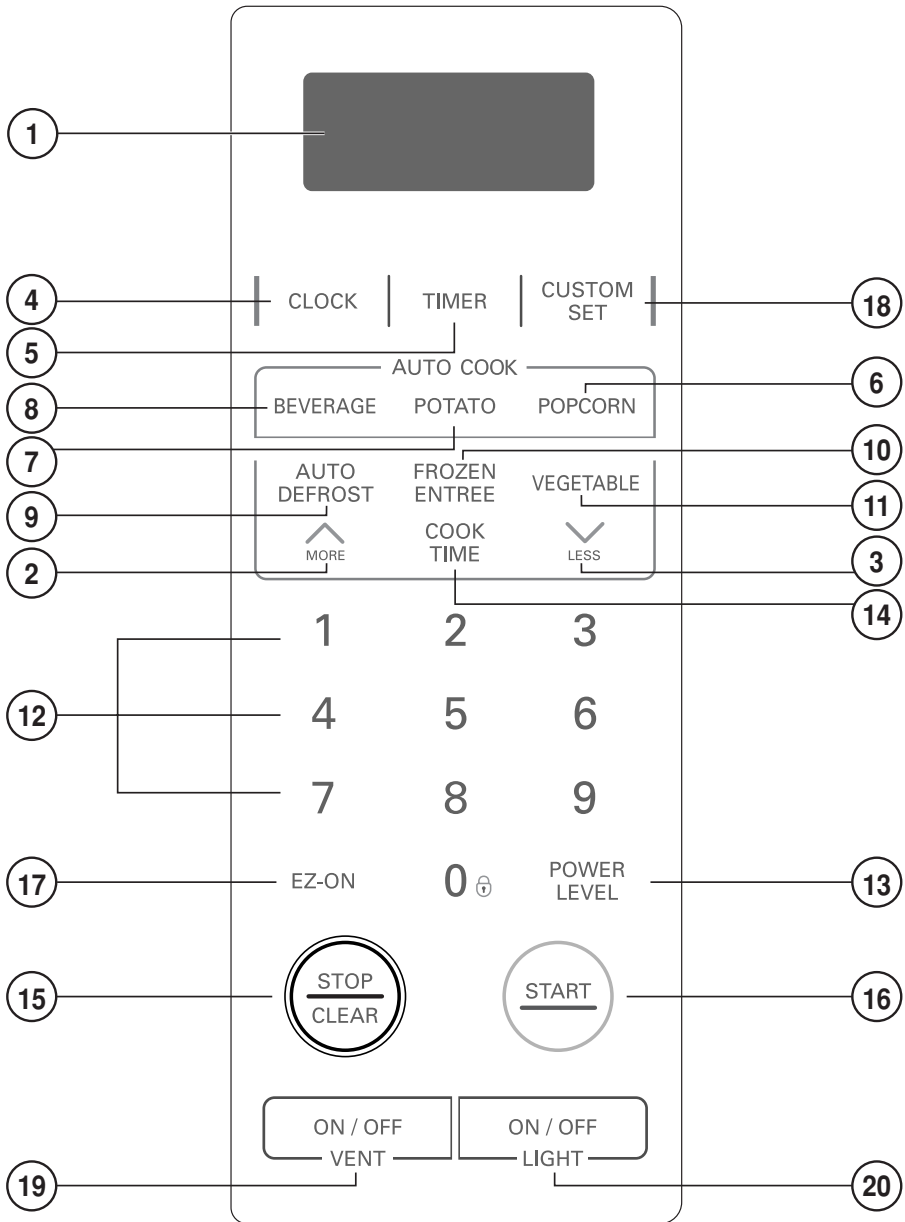 1
4 CLOCK TIMER CUSTOM SET 18
5
AUTO COOK
6
8 BEVERAGE POTATO POPCORN
7
10
AUTO DEFROST FROZEN ENTREE VEGETABLE
9
11
MORE COOK TIME LESS
2
3
14
1 2 3
12 4 5 6
7 8 9
17 EZ-ON 0 POWER LEVEL 13
15 STOP CLEAR START 16
ON / OFF ON / OFF
VENT LIGHT
19
20